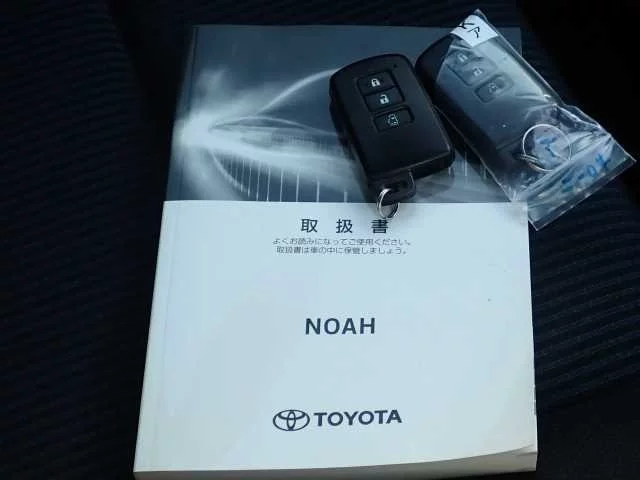 取扱書
よくお読みになってご使用ください。
取扱書は車の中に保管しましょう。
NOAH
TOYOTA